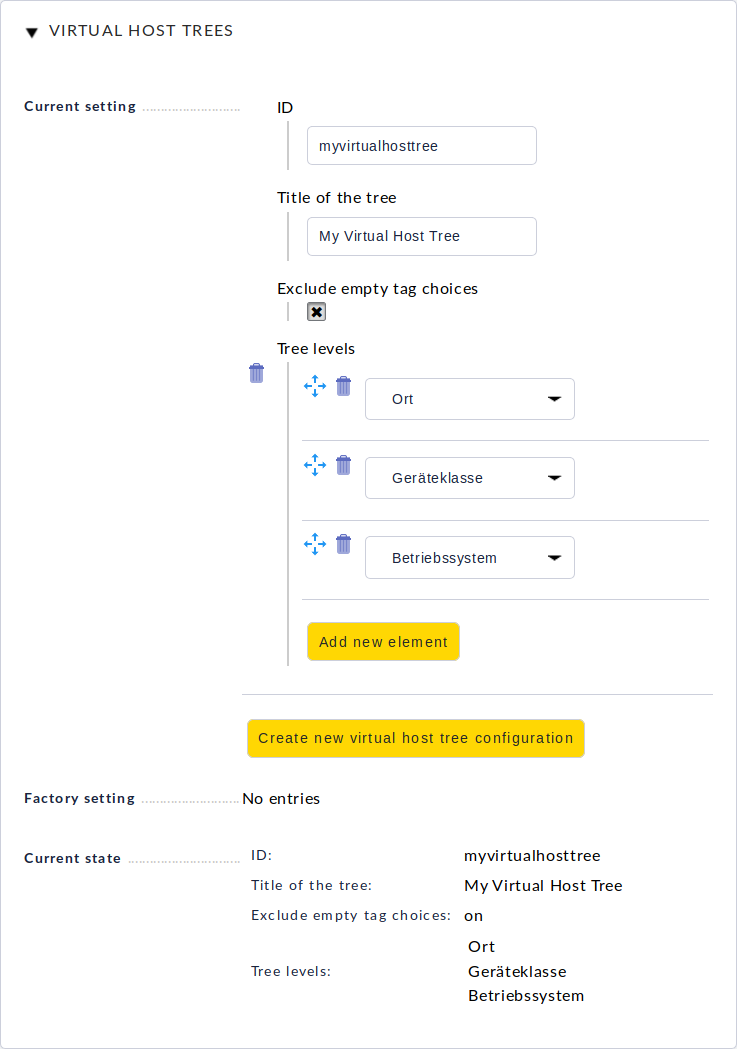 VIRTUAL HOST TREES
Current setting
ID
myvirtualhosttree
Title of the tree
My Virtual Host Tree
Exclude empty tag choices
Tree levels
Ort
Geräteklasse
Betriebssystem
Add new element
Create new virtual host tree configuration
Factory setting No entries
Current state
ID: myvirtualhosttree
Title of the tree: My Virtual Host Tree
Exclude empty tag choices: on
Tree levels:
Ort
Geräteklasse
Betriebssystem